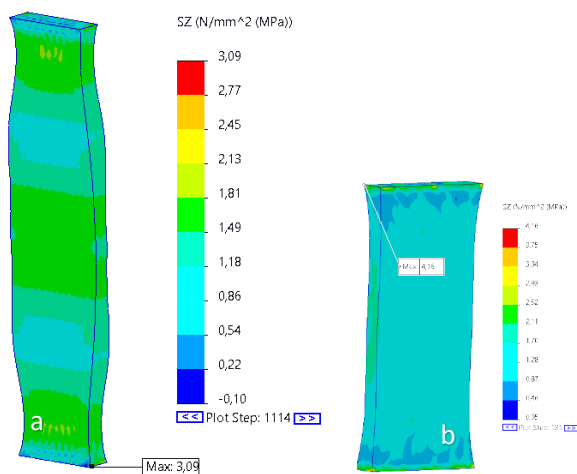 SZ (N/mm^2 (MPa))
3,09
2,77
2,45
2,13
1,81
1,49
1,18
0,86
0,54
0,22
-0,10
<< Plot Step: 1114 >>
a
Max: 3,09
SZ (N/mm^2 (MPa))
4,16
3,75
3,34
2,93
2,52
2,11
1,70
1,28
0,87
0,46
0,05
<< Plot Step: 131 >>
Max: 4,16
b